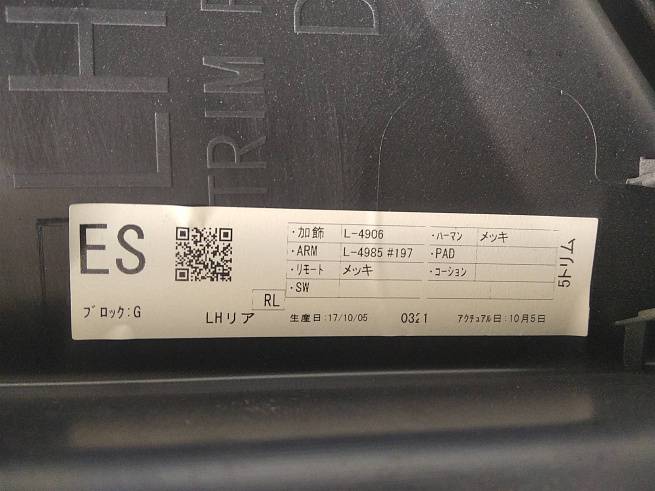 LH
TRIM
D
ES
ブロック:G
LHリア
RL
・加飾 L-4906
・ARM L-4985 #197
・リモート メッキ
・SW
・ハーマン メッキ
・PAD
・コーション
生産日:17/10/05
0321
アクチュアル日:10月5日
5トリム